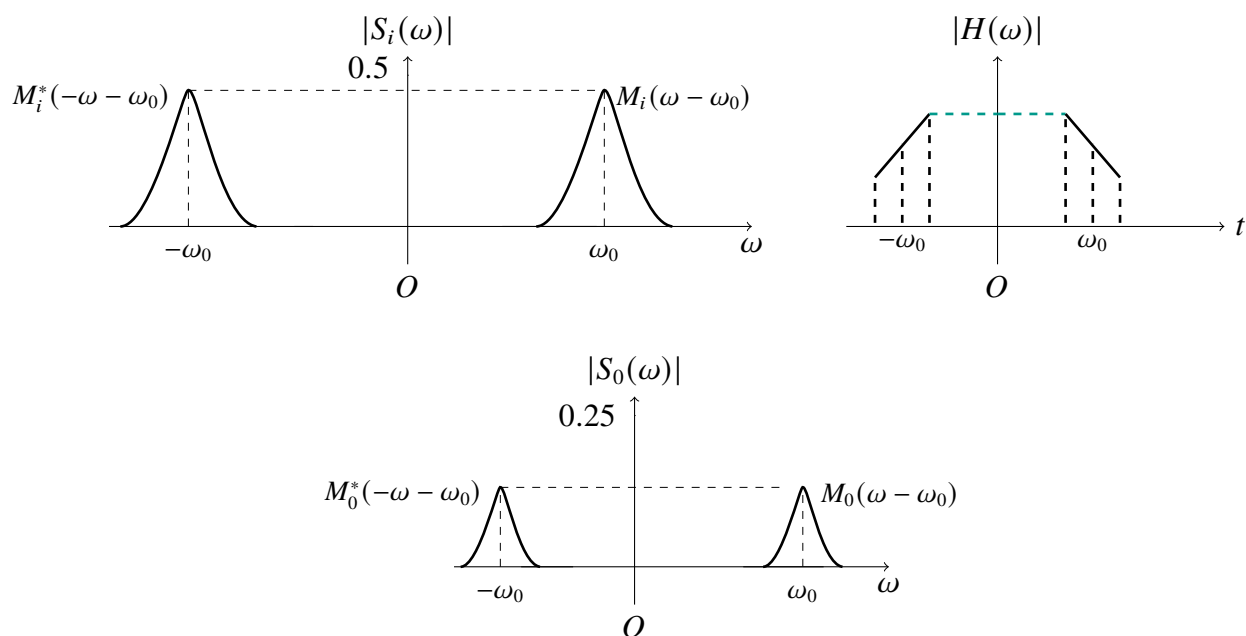 |S_i(ω)|
0.5
M_i^*(−ω − ω_0)
M_i(ω − ω_0)
−ω_0
ω_0
ω
O
|H(ω)|
−ω_0
ω_0
t
O
|S_0(ω)|
0.25
M_0^*(−ω − ω_0)
M_0(ω − ω_0)
−ω_0
ω_0
ω
O